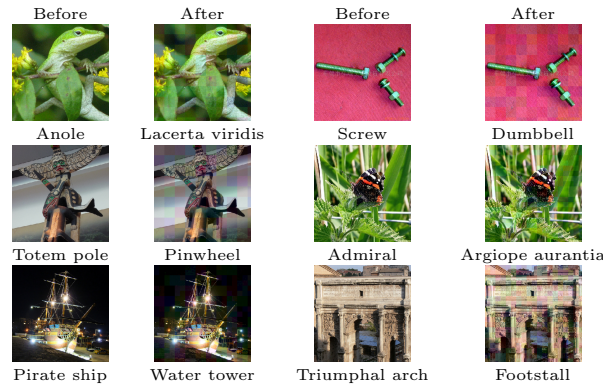 Before After Before After
Anole Lacerta viridis Screw Dumbbell
Totem pole Pinwheel Admiral Argiope aurantia
Pirate ship Water tower Triumphal arch Footstall